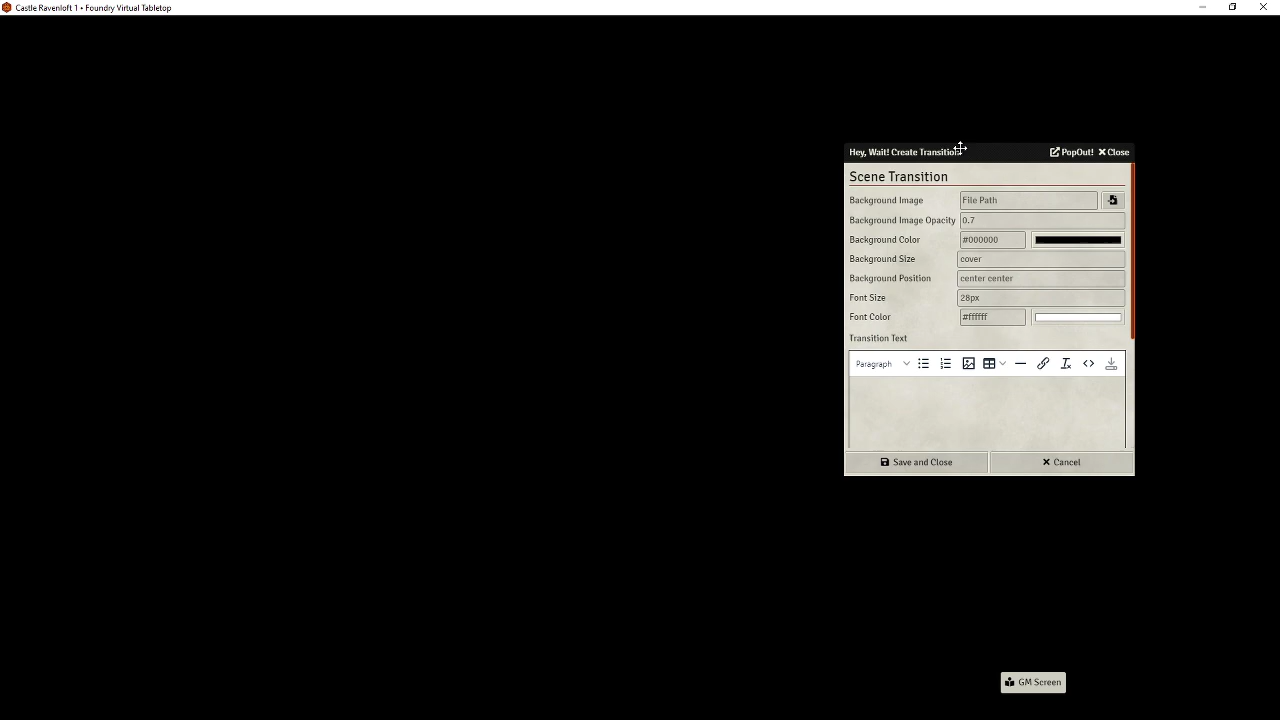 Castle Ravenloft 1 • Foundry Virtual Tabletop
Hey, Wait! Create Transition PopOut! Close
Scene Transition
Background Image File Path
Background Image Opacity 0.7
Background Color #000000
Background Size cover
Background Position center center
Font Size 28px
Font Color #ffffff
Transition Text
Paragraph
Save and Close Cancel
GM Screen